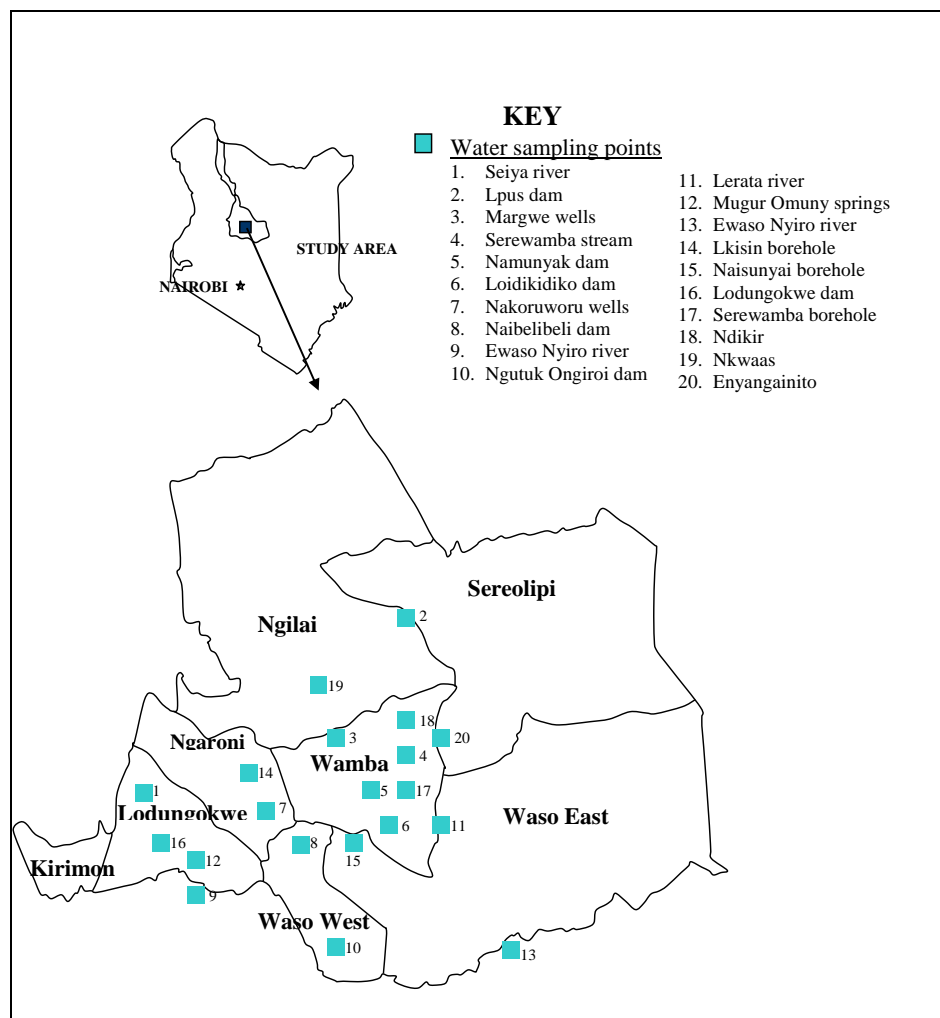 KEY
Water sampling points
1. Seiya river
2. Lpus dam
3. Margwe wells
4. Serewamba stream
5. Namunyak dam
6. Loidikidiko dam
7. Nakoruworu wells
8. Naibelibeli dam
9. Ewaso Nyiro river
10. Ngutuk Ongiroi dam
11. Lerata river
12. Mugur Omuny springs
13. Ewaso Nyiro river
14. Lkisin borehole
15. Naisunyai borehole
16. Lodungokwe dam
17. Serewamba borehole
18. Ndikir
19. Nkwaas
20. Enyangainito
STUDY AREA
NAIROBI
Sereolipi
2
Ngilai
19
18
Ngaroni
3
20
4
Wamba
14
1
5
17
Lodungokwe
7
Waso East
6
11
16
8
15
Kirimon
12
9
Waso West
10
13